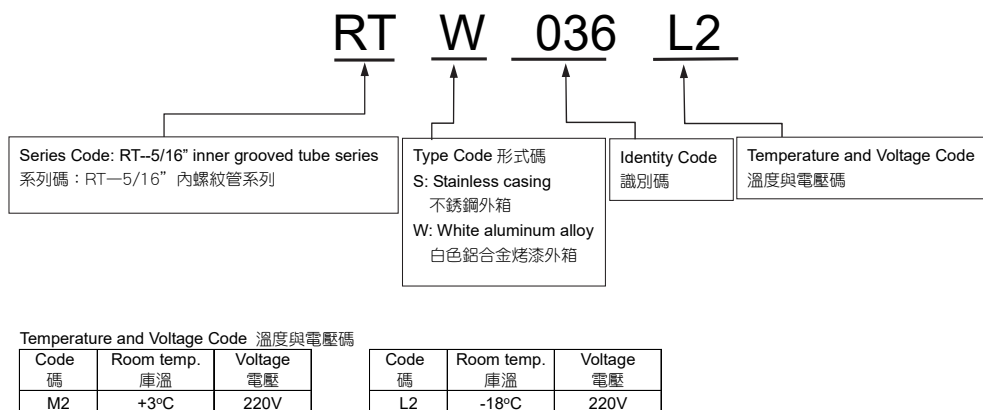 RT W 036 L2
Series Code: RT--5/16” inner grooved tube series
系列碼：RT—5/16” 內螺紋管系列
Type Code 形式碼
S: Stainless casing
不銹鋼外箱
W: White aluminum alloy
白色鋁合金烤漆外箱
Identity Code
識別碼
Temperature and Voltage Code
溫度與電壓碼
Temperature and Voltage Code 溫度與電壓碼
Code Room temp. Voltage
碼 庫溫 電壓
M2 +3°C 220V
Code Room temp. Voltage
碼 庫溫 電壓
L2 -18°C 220V